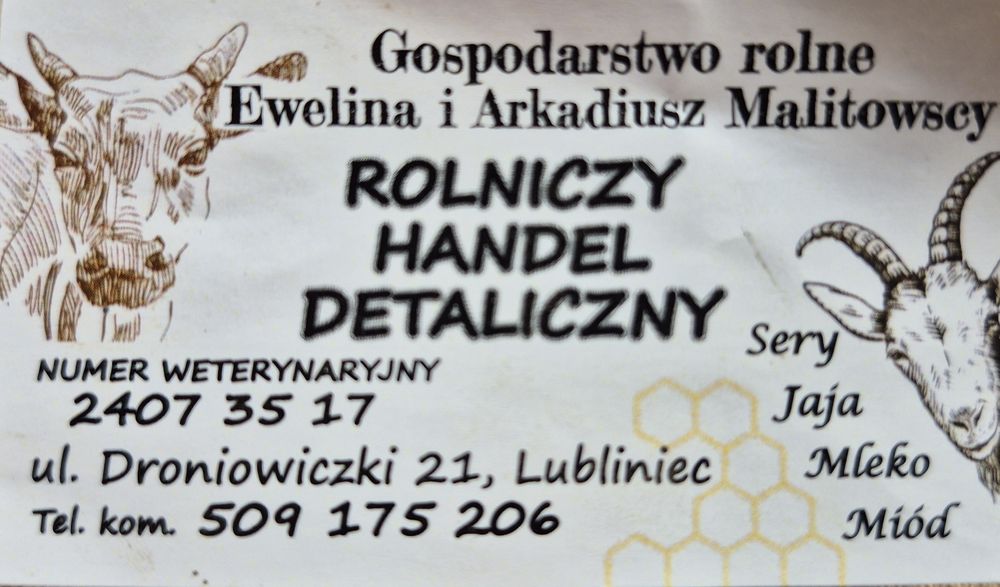 Gospodarstwo rolne
Ewelina i Arkadiusz Malitowscy
ROLNICZY
HANDEL
DETALICZNY
NUMER WETERYNARYJNY
2407 35 17
ul. Droniowiczki 21, Lubliniec
Tel. kom. 509 175 206
Sery
Jaja
Mleko
Miód